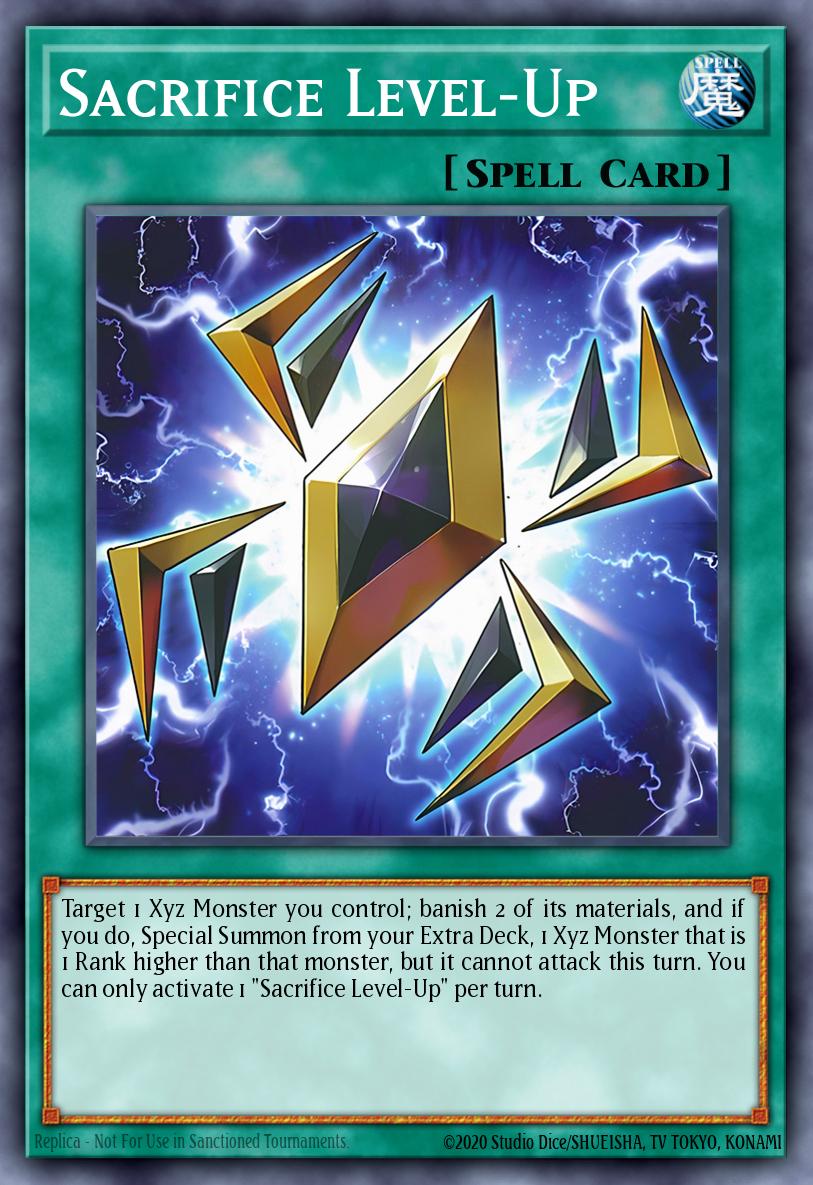 Sacrifice Level-Up
SPELL
魔
[ Spell Card ]
Target 1 Xyz Monster you control; banish 2 of its materials, and if
you do, Special Summon from your Extra Deck, 1 Xyz Monster that is
1 Rank higher than that monster, but it cannot attack this turn. You
can only activate 1 "Sacrifice Level-Up" per turn.
Replica - Not For Use in Sanctioned Tournaments.
©2020 Studio Dice/SHUEISHA, TV TOKYO, KONAMI